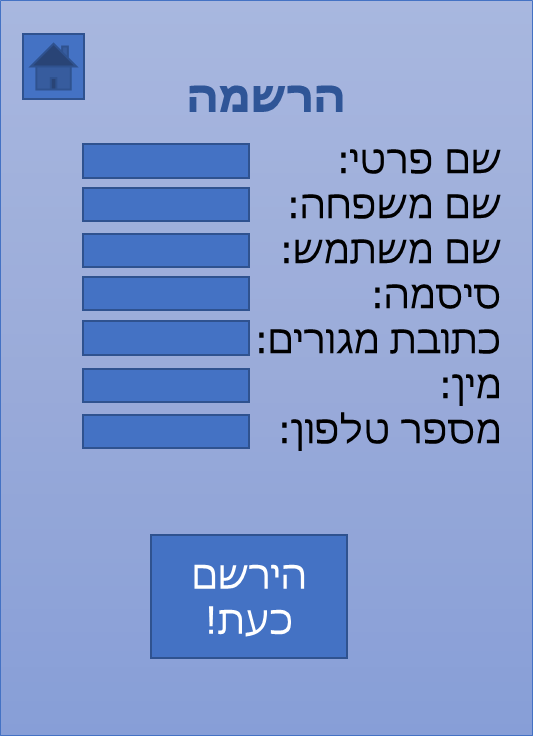 הרשמה
שם פרטי:
שם משפחה:
שם משתמש:
סיסמה:
כתובת מגורים:
מין:
מספר טלפון:
הירשם
כעת!